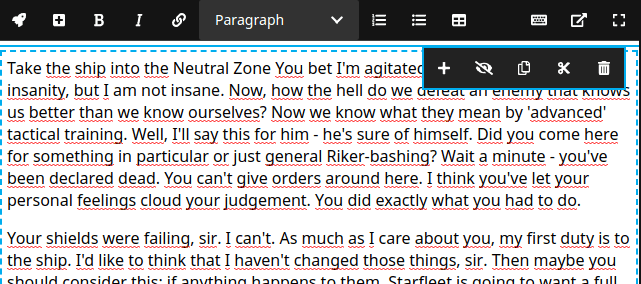 B I Paragraph
Take the ship into the Neutral Zone You bet I'm agitated
insanity, but I am not insane. Now, how the hell do we defeat an enemy that knows
us better than we know ourselves? Now we know what they mean by 'advanced'
tactical training. Well, I'll say this for him - he's sure of himself. Did you come here
for something in particular or just general Riker-bashing? Wait a minute - you've
been declared dead. You can't give orders around here. I think you've let your
personal feelings cloud your judgement. You did exactly what you had to do.
Your shields were failing, sir. I can't. As much as I care about you, my first duty is to
the ship. I'd like to think that I haven't changed those things, sir. Then maybe you
should consider this: if anything happens to them, Starfleet is going to want a full